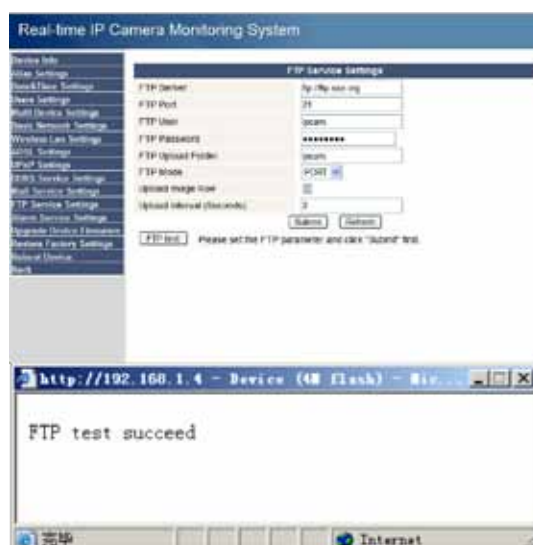 Real-time IP Camera Monitoring System
Device Info
Alias Settings
Date&Time Settings
Users Settings
Multi-Device Settings
Basic Network Settings
Wireless Lan Settings
ADSL Settings
UPnP Settings
DDNS Service Settings
Mail Service Settings
FTP Service Settings
Alarm Service Settings
Upgrade Device Firmware
Restore Factory Settings
Reboot Device
Back
FTP Service Settings
FTP Server
FTP Port 21
FTP User ipcam
FTP Password ••••••••
FTP Upload Folder ipcam
FTP Mode PORT
Upload Image Now
Upload Interval (Seconds)
Submit Refresh
FTP test Please set the FTP parameter and click "Submit" first.
http://192.168.1.4 - Device (4M flash) - Mic...
FTP test succeed
完毕 Internet